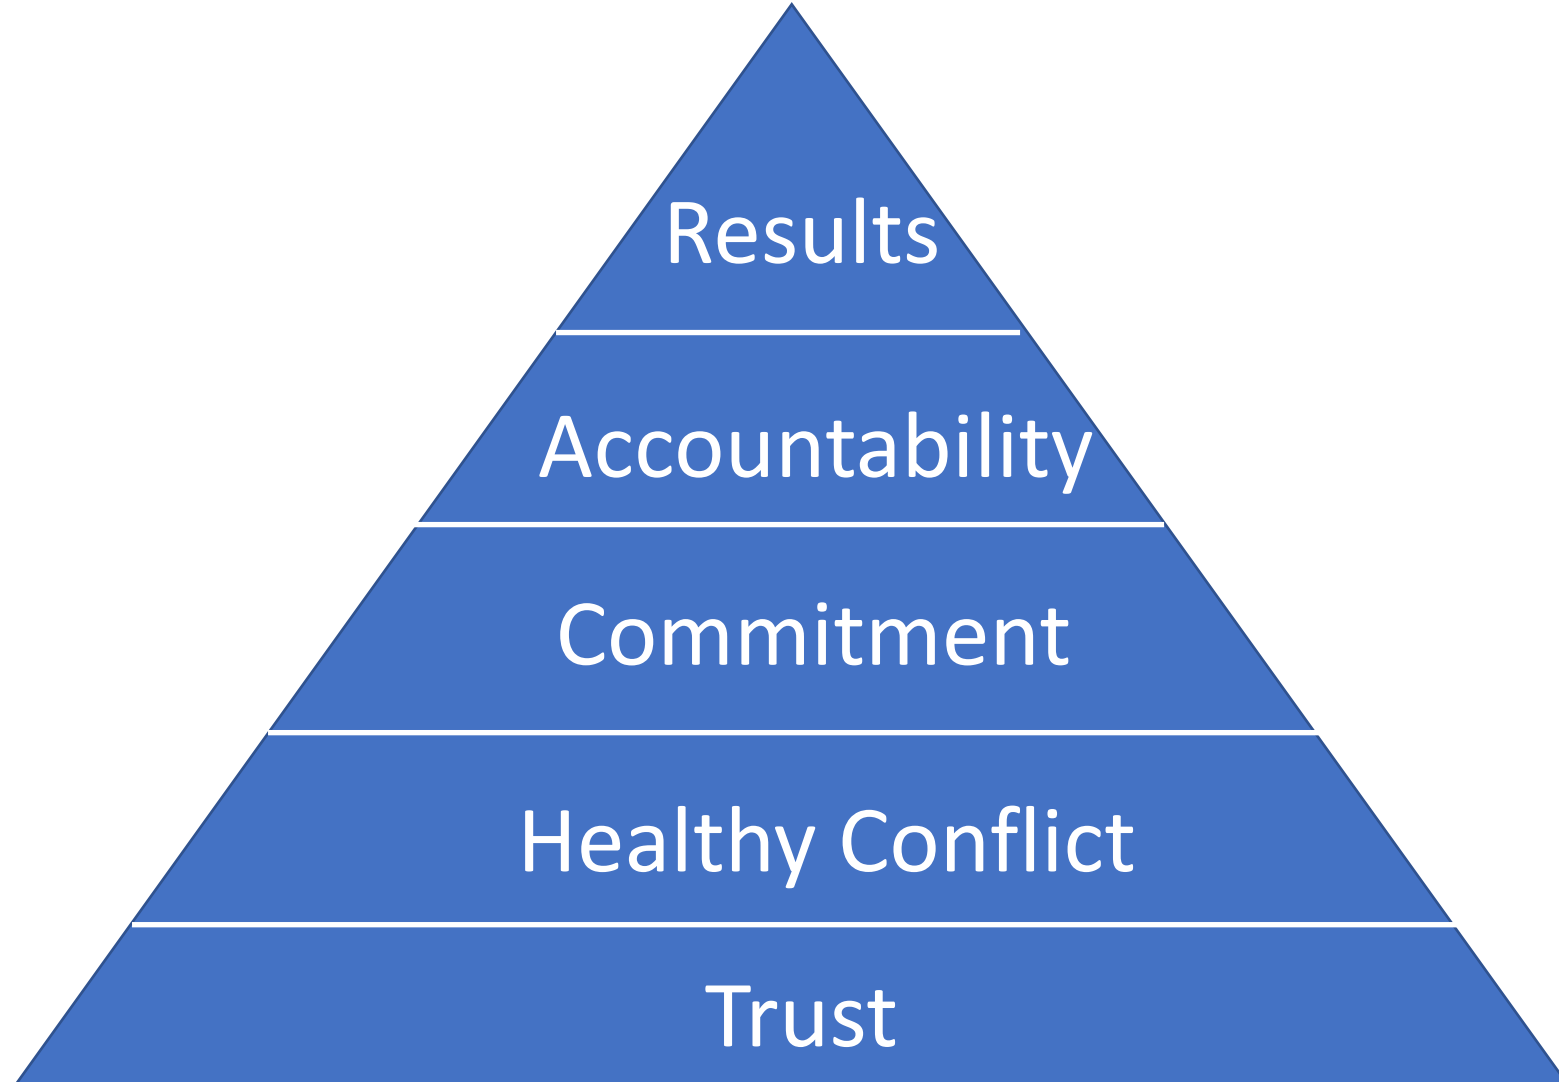 Results
Accountability
Commitment
Healthy Conflict
Trust